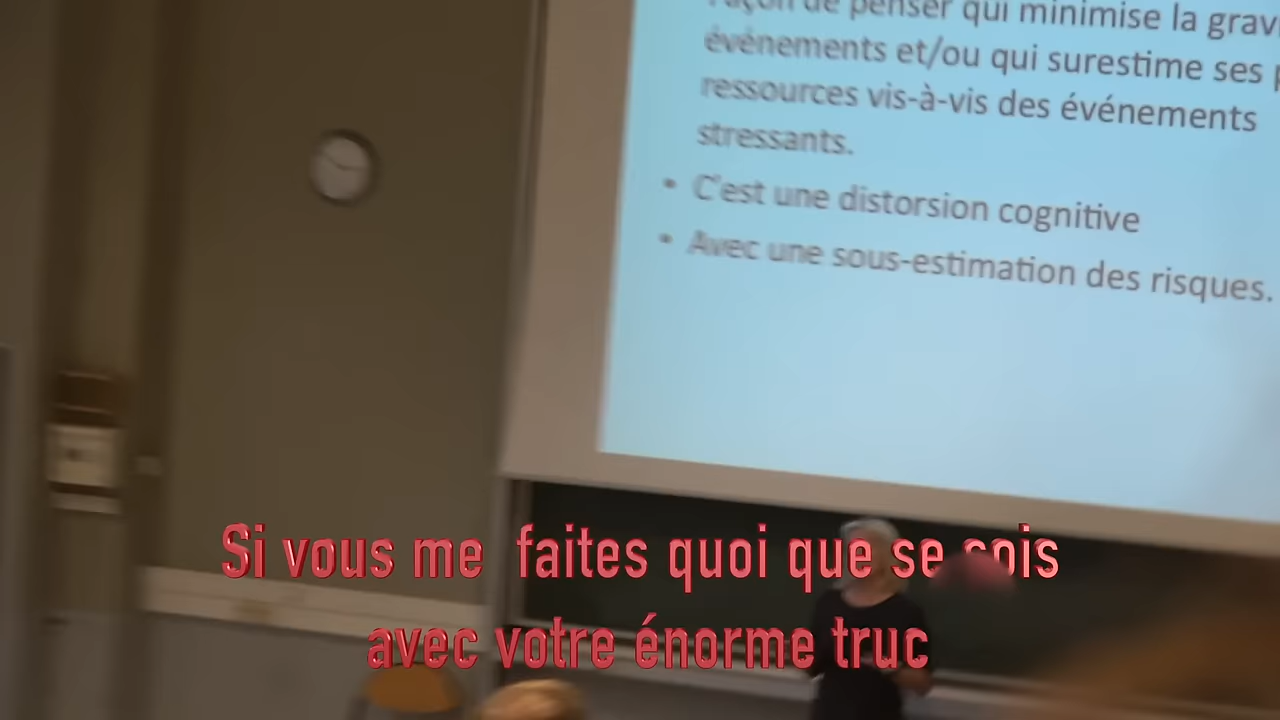 Façon de penser qui minimise la
événements et/ou qui surestime ses
ressources vis-à-vis des événements
stressants.
• C'est une distorsion cognitive
• Avec une sous-estimation des risques.
Si vous me faites quoi que se sois
avec votre énorme truc